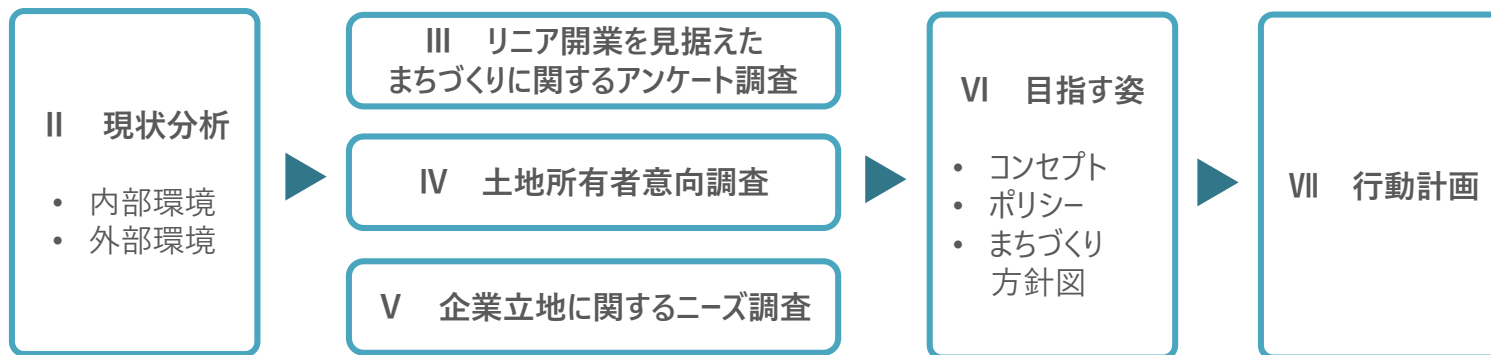 Ⅱ 現状分析
• 内部環境
• 外部環境
Ⅲ リニア開業を見据えた
まちづくりに関するアンケート調査
Ⅳ 土地所有者意向調査
Ⅴ 企業立地に関するニーズ調査
Ⅵ 目指す姿
• コンセプト
• ポリシー
• まちづくり
方針図
Ⅶ 行動計画